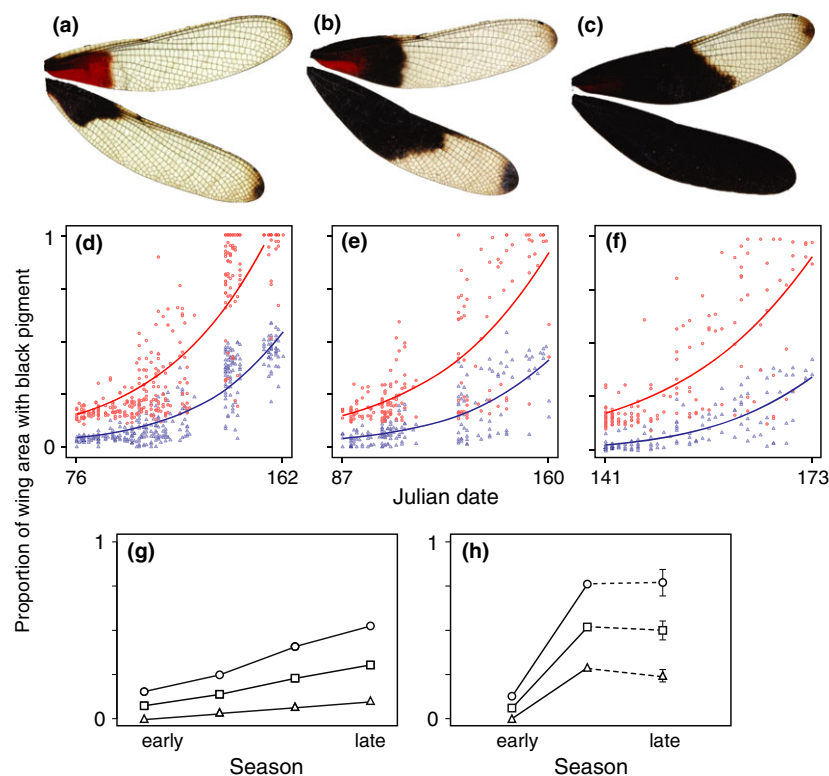 (a)
(b)
(c)
Proportion of wing area with black pigment
1
(d)
(e)
(f)
0
76
162
87
160
141
173
Julian date
1
(g)
0
early
late
Season
1
(h)
0
early
late
Season